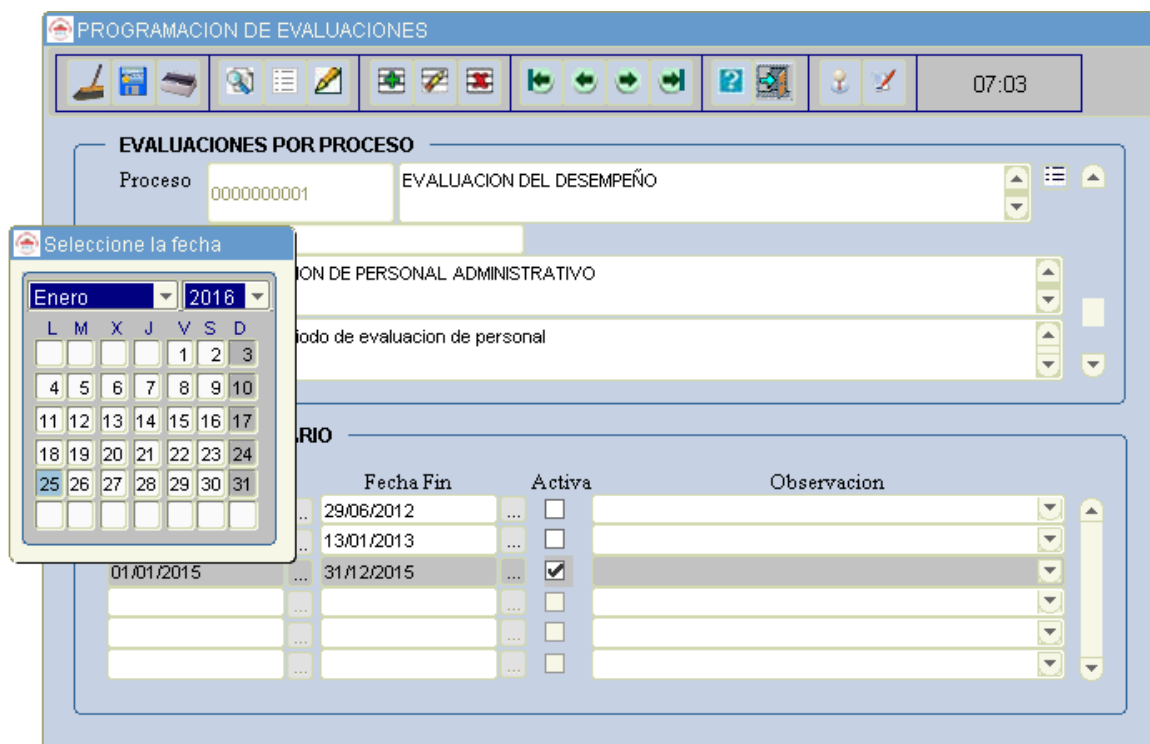 PROGRAMACION DE EVALUACIONES
07:03
EVALUACIONES POR PROCESO
Proceso 0000000001 EVALUACION DEL DESEMPEÑO
Seleccione la fecha
ION DE PERSONAL ADMINISTRATIVO
Enero 2016
L M X J V S D
iodo de evaluacion de personal
1 2 3
4 5 6 7 8 9 10
11 12 13 14 15 16 17
RIO
18 19 20 21 22 23 24
25 26 27 28 29 30 31
Fecha Fin Activa Observacion
... 29/06/2012 ...
... 13/01/2013 ...
01/01/2015 ... 31/12/2015 ...
... ...
... ...
... ...